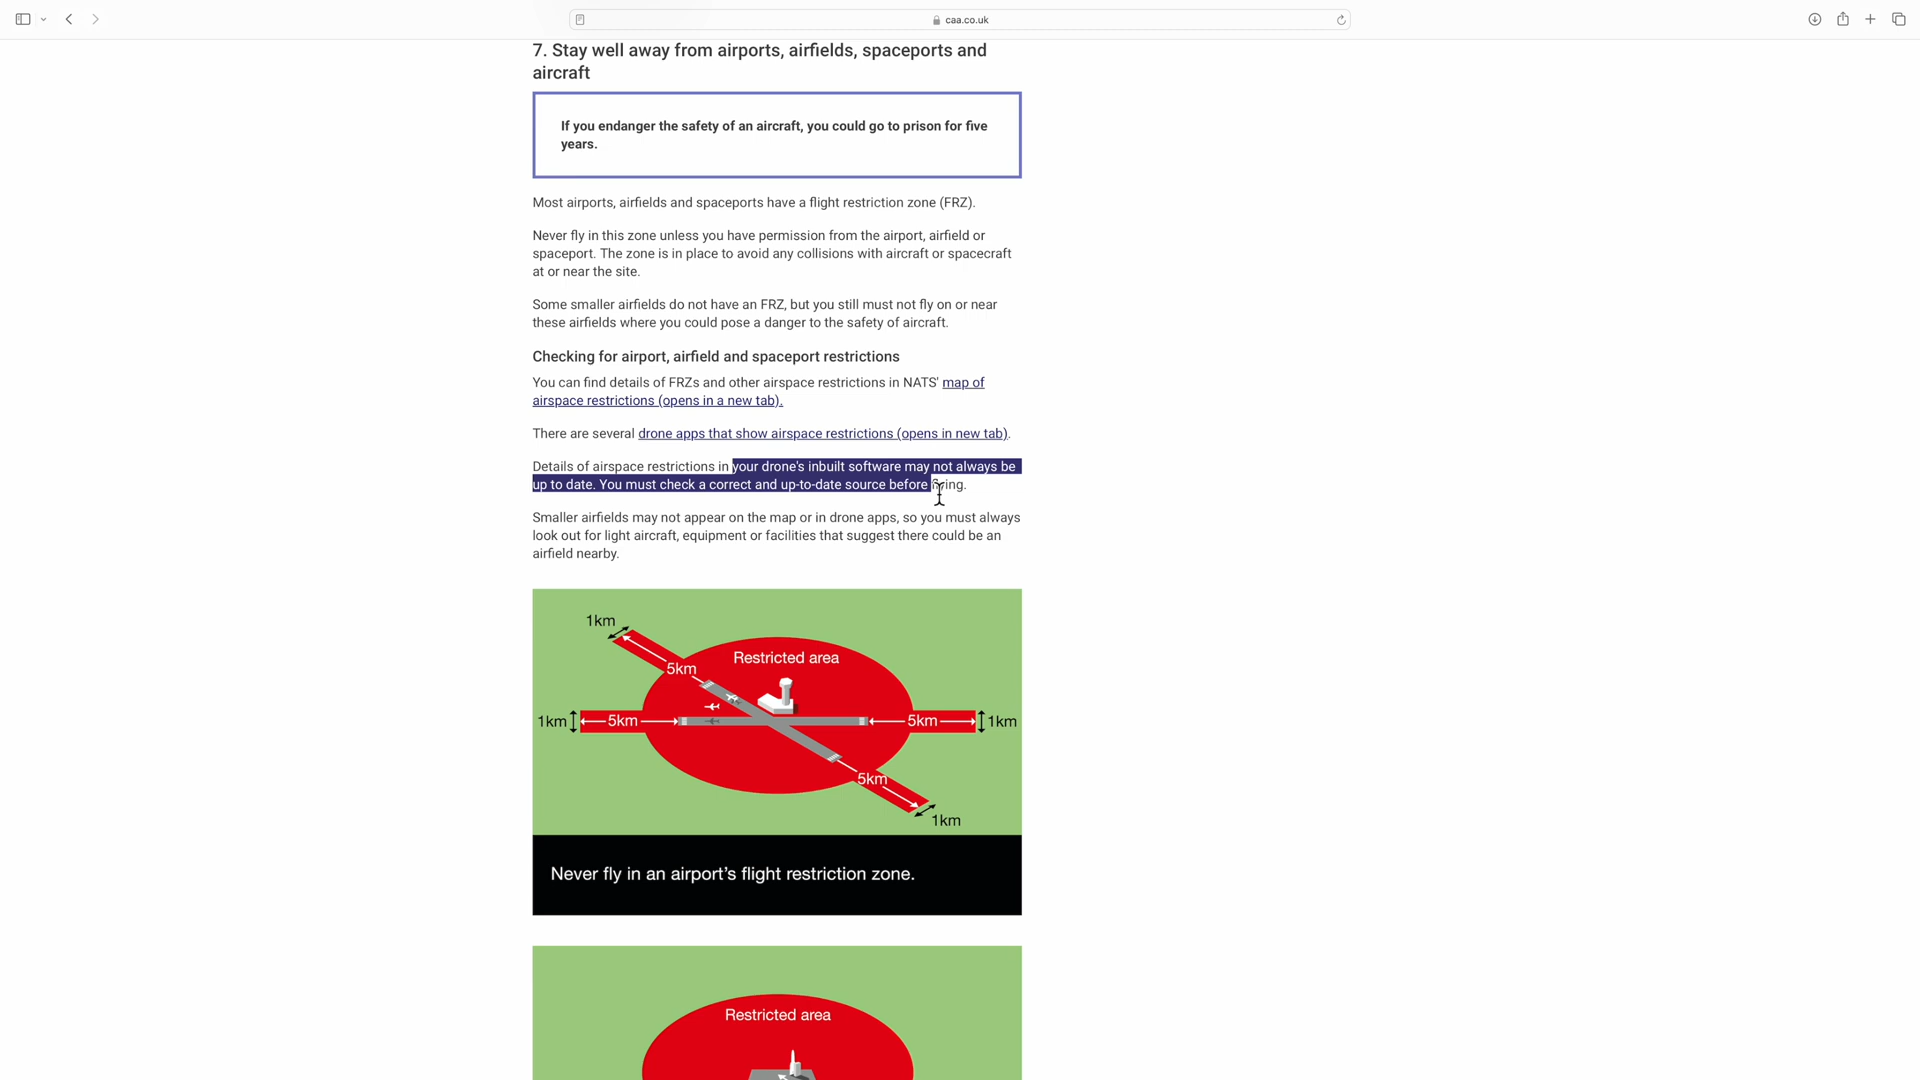 caa.co.uk
7. Stay well away from airports, airfields, spaceports and
aircraft
If you endanger the safety of an aircraft, you could go to prison for five
years.
Most airports, airfields and spaceports have a flight restriction zone (FRZ).
Never fly in this zone unless you have permission from the airport, airfield or
spaceport. The zone is in place to avoid any collisions with aircraft or spacecraft
at or near the site.
Some smaller airfields do not have an FRZ, but you still must not fly on or near
these airfields where you could pose a danger to the safety of aircraft.
Checking for airport, airfield and spaceport restrictions
You can find details of FRZs and other airspace restrictions in NATS' map of
airspace restrictions (opens in a new tab).
There are several drone apps that show airspace restrictions (opens in new tab).
Details of airspace restrictions in your drone's inbuilt software may not always be
up to date. You must check a correct and up-to-date source before
Smaller airfields may not appear on the map or in drone apps, so you must always
look out for light aircraft, equipment or facilities that suggest there could be an
airfield nearby.
1km
Restricted area
5km
1km 5km 5km 1km
5km
1km
Never fly in an airport's flight restriction zone.
Restricted area